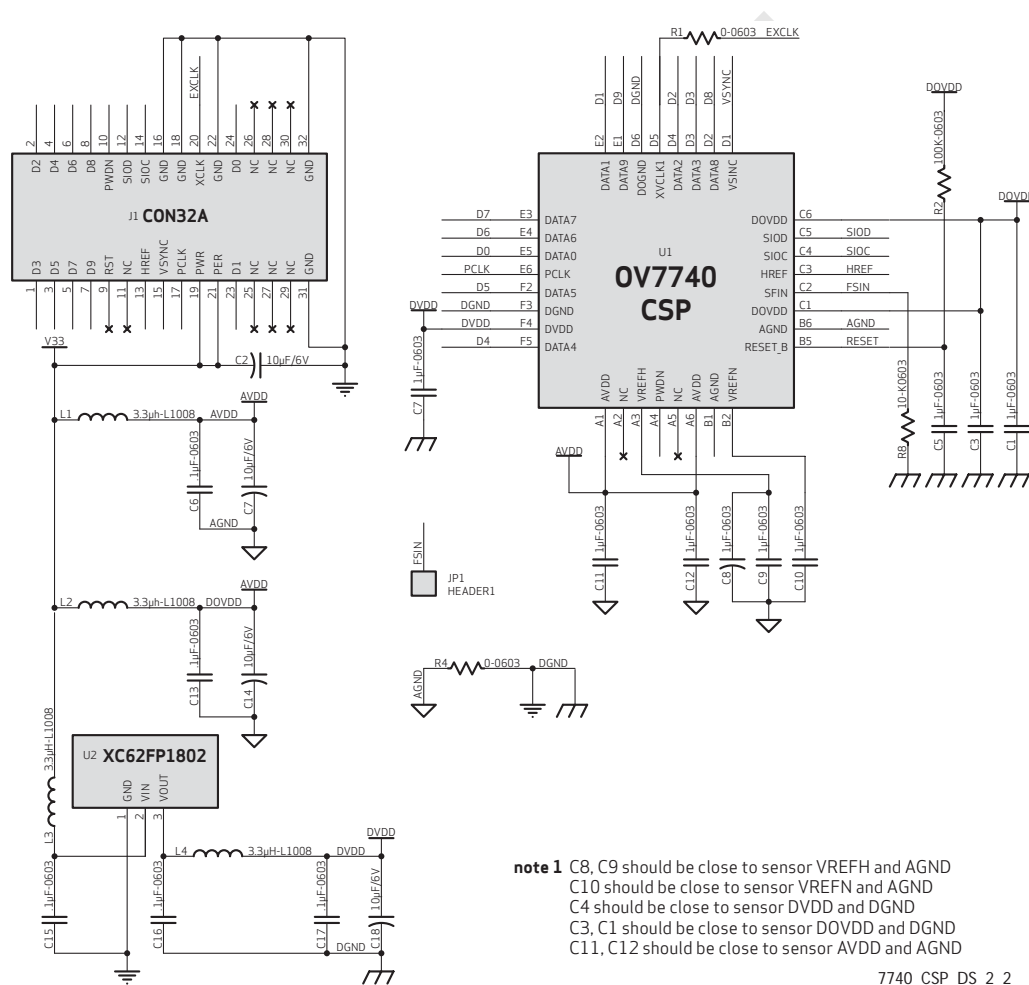 R1 0-0603 EXCLK
EXCLK
2 4 6 8 10 12 14 16 18 20 22 24 26 28 30 32
D2 D4 D6 D8 PWDN SIOD SIOC GND GND XCLK GND D0 NC NC NC GND
J1 CON32A
D3 D5 D7 D9 RST NC HREF VSYNC PCLK PWR PER D1 NC NC NC GND
1 3 5 7 9 11 13 15 17 19 21 23 25 27 29 31
V33
C2 10µF/6V
D1 D9 DGND D2 D3 D8 VSYNC
E2 E1 D6 D5 D4 D3 D2 D1
DATA1 DATA9 DOGND XVCLK1 DATA2 DATA3 DATA8 VSINC
U1
OV7740
CSP
D7 E3 DATA7
D6 E4 DATA6
D0 E5 DATA0
PCLK E6 PCLK
D5 F2 DATA5
DGND F3 DGND
DVDD F4 DVDD
D4 F5 DATA4
DOVDD C6
SIOD C5 SIOD
SIOC C4 SIOC
HREF C3 HREF
SFIN C2 FSIN
DOVDD C1
AGND B6 AGND
RESET_B B5 RESET
AVDD NC VREFH PWDN NC AVDD AGND VREFN
A1 A2 A3 A4 A5 A6 B1 B2
DOVDD
100K-0603
R2
DOVDD
DVDD
C7 1µF-0603
R8 10-K0603
C5 1µF-0603
C3 1µF-0603
C1 1µF-0603
AVDD
C11 1µF-0603
C12 1µF-0603
C8 1µF-0603
C9 1µF-0603
C10 1µF-0603
L1 3.3µh-L1008 AVDD
AVDD
C6 .1µF-0603
C7 10µF/6V
AGND
FSIN
JP1
HEADER1
L2 3.3µh-L1008 DOVDD
AVDD
C13 .1µF-0603
C14 10µF/6V
R4 0-0603 DGND
AGND
L3 3.3µH-L1008
U2 XC62FP1802
GND VIN VOUT
1 2 3
L4 3.3µH-L1008 DVDD
DVDD
C15 .1µF-0603
C16 .1µF-0603
C17 .1µF-0603
C18 10µF/6V
DGND
note 1 C8, C9 should be close to sensor VREFH and AGND
C10 should be close to sensor VREFN and AGND
C4 should be close to sensor DVDD and DGND
C3, C1 should be close to sensor DOVDD and DGND
C11, C12 should be close to sensor AVDD and AGND
7740_CSP_DS_2_2